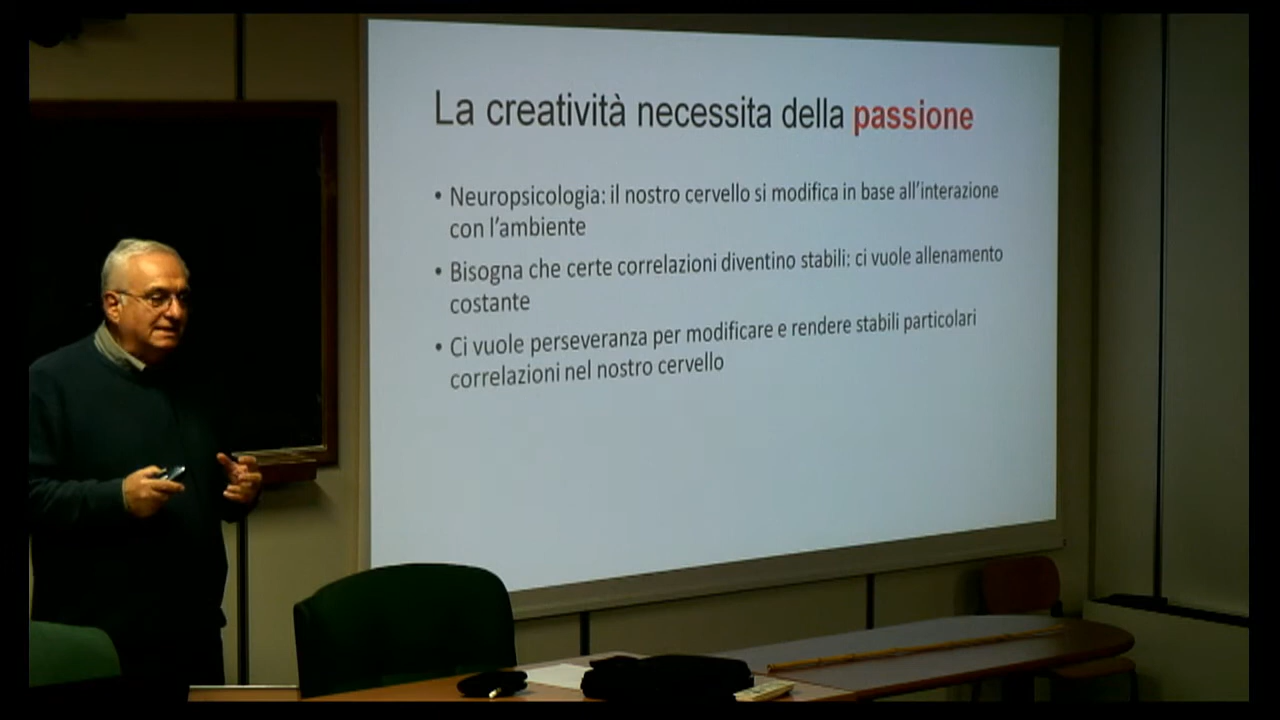 La creatività necessita della passione
• Neuropsicologia: il nostro cervello si modifica in base all'interazione
con l'ambiente
• Bisogna che certe correlazioni diventino stabili: ci vuole allenamento
costante
• Ci vuole perseveranza per modificare e rendere stabili particolari
correlazioni nel nostro cervello